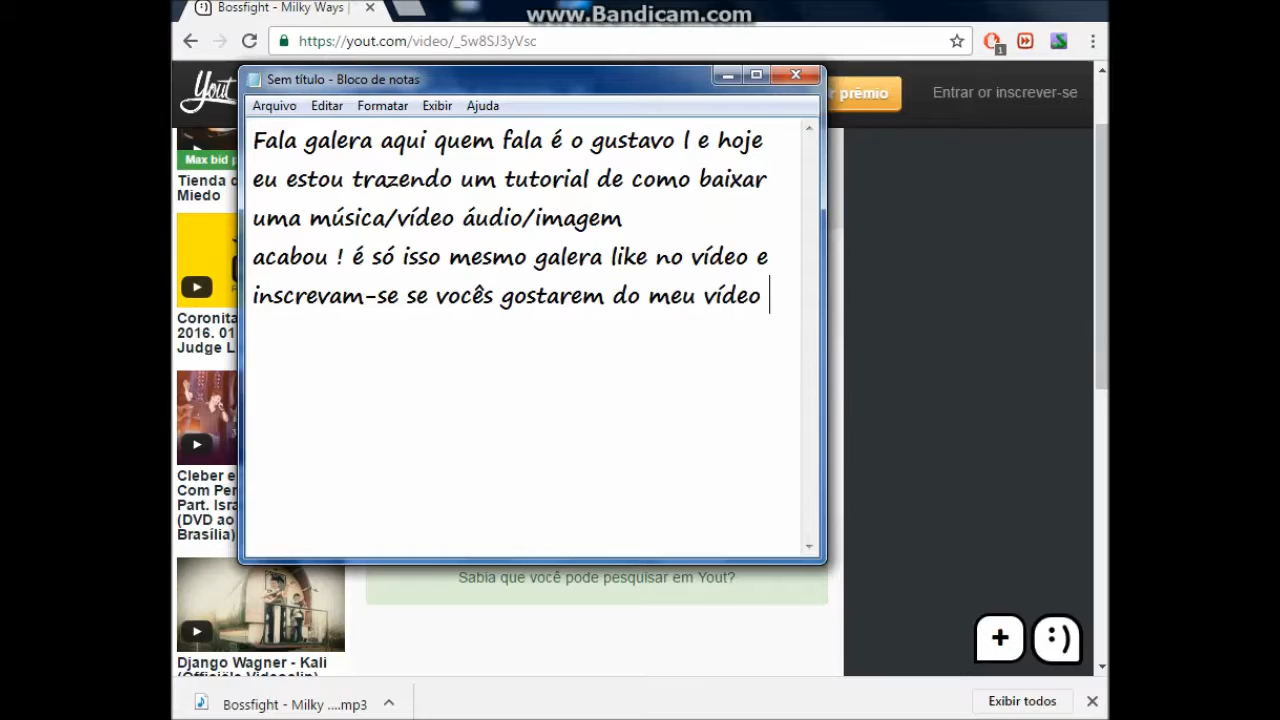 www.Bandicam.com
Bossfight - Milky Ways |
https://yout.com/video/_5w8SJ3yVsc
1
Yout
prêmio
Entrar or inscrever-se
Sem título - Bloco de notas
Arquivo Editar Formatar Exibir Ajuda
Fala galera aqui quem fala é o gustavo l e hoje
eu estou trazendo um tutorial de como baixar
uma música/vídeo áudio/imagem
acabou ! é só isso mesmo galera like no vídeo e
inscrevam-se se vocês gostarem do meu vídeo
Max bid
Tienda
Miedo
Coronita
2016. 01
Judge L
Cleber e
Com Per
Part. Isra
(DVD ao
Brasília)
Django Wagner - Kali
(Officiële Videoclip)
Sabia que você pode pesquisar em Yout?
+ :)
Bossfight - Milky ....mp3
Exibir todos